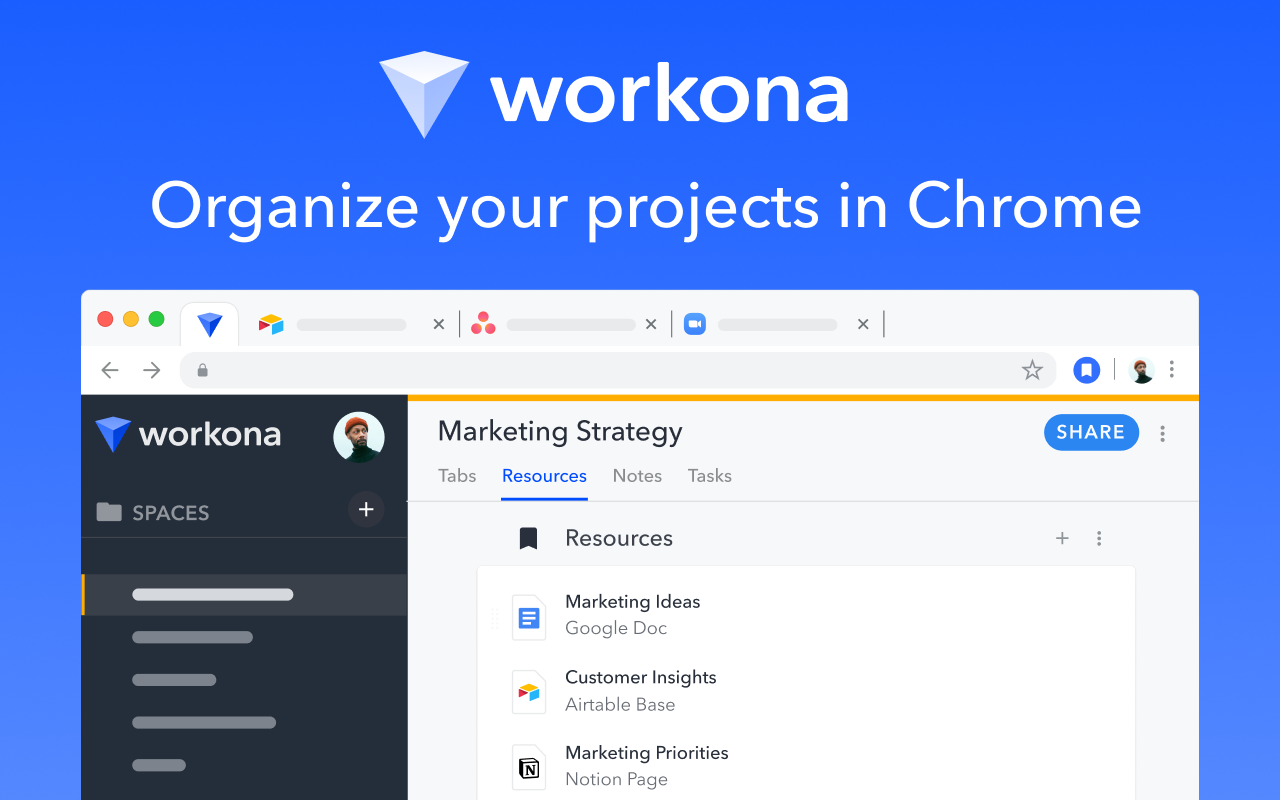 workona
Organize your projects in Chrome
workona
SPACES
Marketing Strategy
SHARE
Tabs Resources Notes Tasks
Resources
Marketing Ideas
Google Doc
Customer Insights
Airtable Base
Marketing Priorities
Notion Page